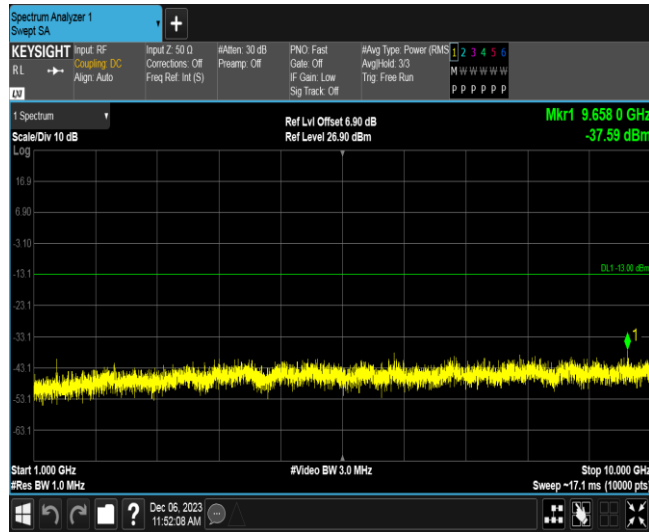 Spectrum Analyzer 1
Swept SA
+
KEYSIGHT Input: RF Input Z: 50 Ω #Atten: 30 dB PNO: Fast #Avg Type: Power (RMS 1 2 3 4 5 6
RL Coupling: DC Corrections: Off Preamp: Off Gate: Off Avg|Hold: 3/3 M W W W W W
Align: Auto Freq Ref: Int (S) IF Gain: Low Trig: Free Run
LXI Sig Track: Off P P P P P P
1 Spectrum Ref Lvl Offset 6.90 dB Mkr1 9.658 0 GHz
Scale/Div 10 dB Ref Level 26.90 dBm -37.59 dBm
Log
16.9
6.90
-3.10
-13.1 DL1 -13.00 dBm
-23.1
-33.1 1
-43.1
-53.1
-63.1
Start 1.000 GHz #Video BW 3.0 MHz Stop 10.000 GHz
#Res BW 1.0 MHz Sweep ~17.1 ms (10000 pts)
? Dec 06, 2023
11:52:08 AM